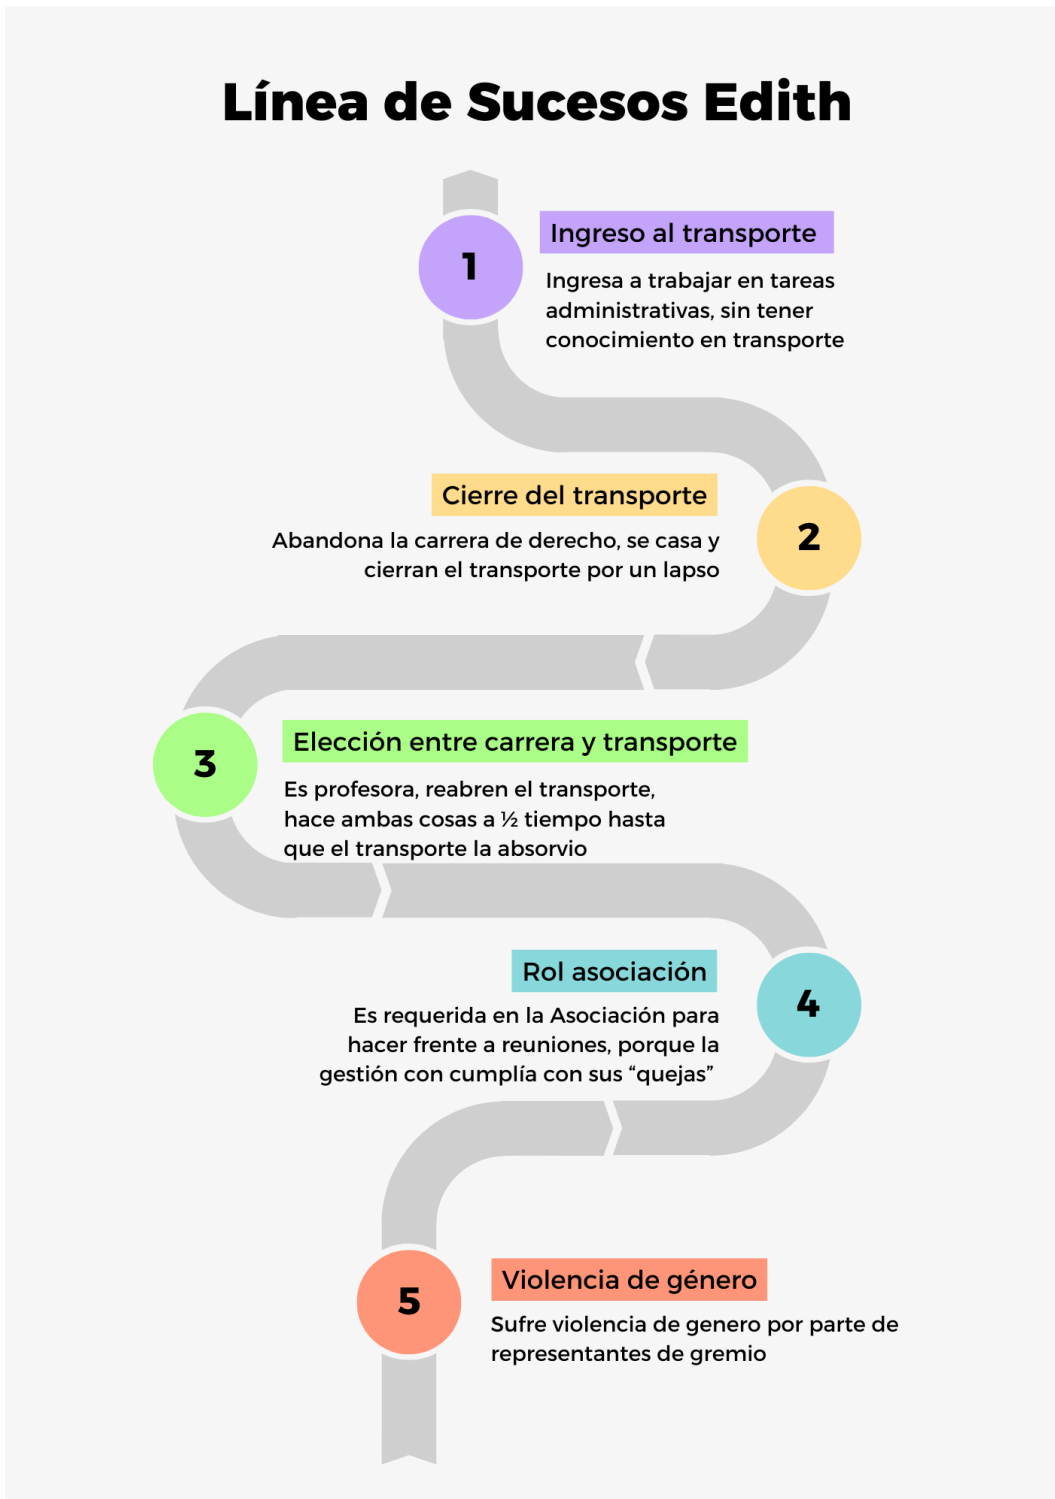 Línea de Sucesos Edith
1
Ingreso al transporte
Ingresa a trabajar en tareas
administrativas, sin tener
conocimiento en transporte
Cierre del transporte
Abandona la carrera de derecho, se casa y
cierran el transporte por un lapso
2
3
Elección entre carrera y transporte
Es profesora, reabren el transporte,
hace ambas cosas a ½ tiempo hasta
que el transporte la absorvio
Rol asociación
Es requerida en la Asociación para
hacer frente a reuniones, porque la
gestión con cumplía con sus “quejas”
4
5
Violencia de género
Sufre violencia de genero por parte de
representantes de gremio